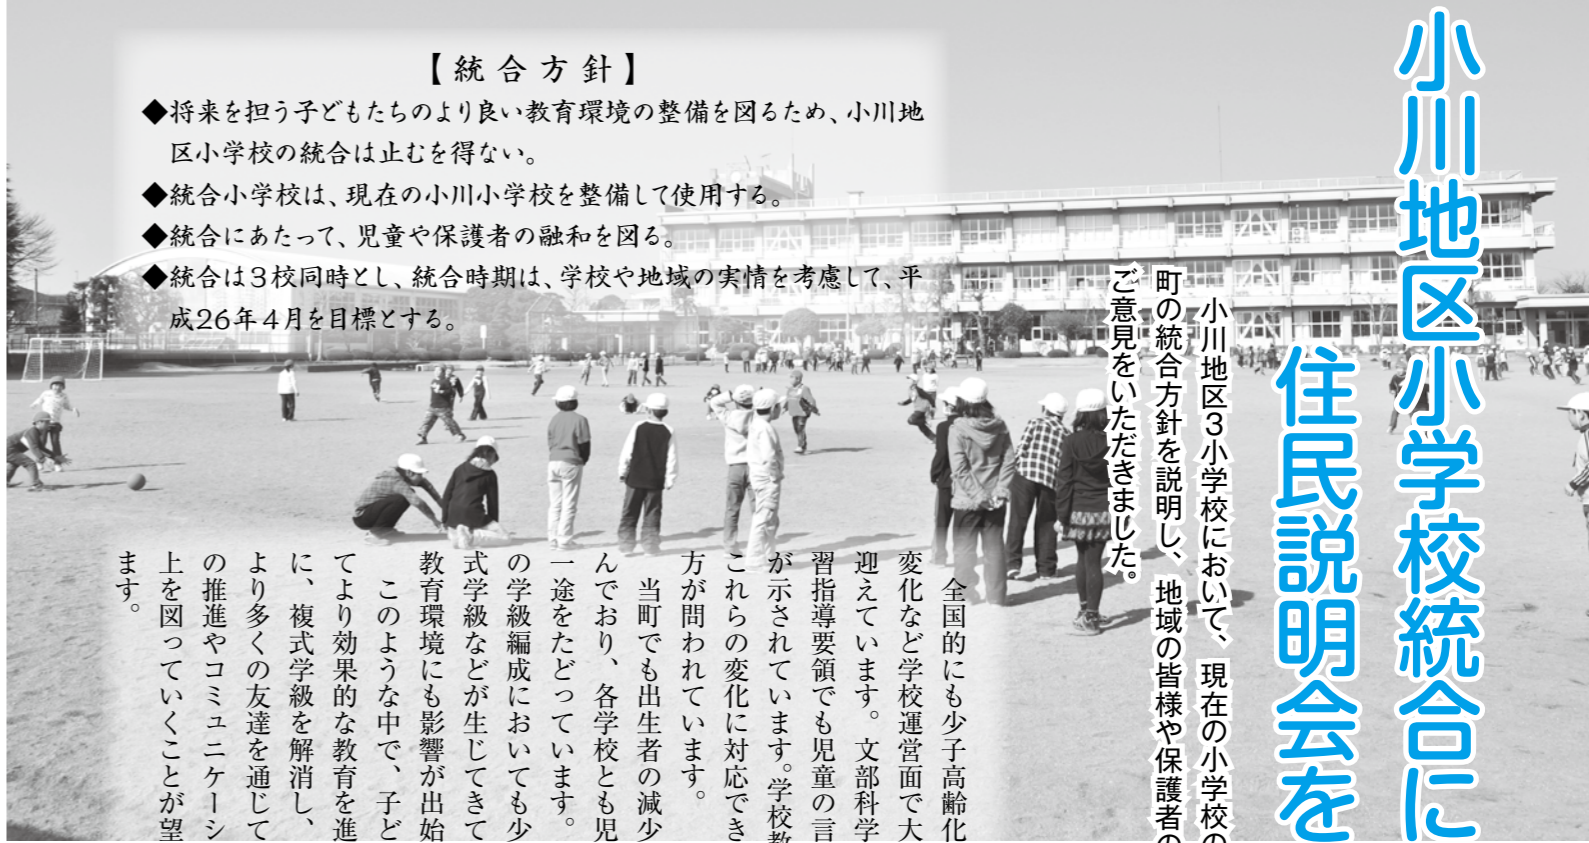 小川地区小学校統合に
住民説明会を
小川地区3小学校において、現在の小学校の
町の統合方針を説明し、地域の皆様や保護者の
ご意見をいただきました。
【統合方針】
◆将来を担う子どもたちのより良い教育環境の整備を図るため、小川地
区小学校の統合は止むを得ない。
◆統合小学校は、現在の小川小学校を整備して使用する。
◆統合にあたって、児童や保護者の融和を図る。
◆統合は3校同時とし、統合時期は、学校や地域の実情を考慮して、平
成26年4月を目標とする。
全国的にも少子高齢化
変化など学校運営面で大
迎えています。文部科学
習指導要領でも児童の言
が示されています。学校教
これらの変化に対応でき
方が問われています。
当町でも出生者の減少
んでおり、各学校とも児
一途をたどっています。
の学級編成においても少
式学級などが生じてきて
教育環境にも影響が出始
このような中で、子ど
てより効果的な教育を進
に、複式学級を解消し、
より多くの友達を通じて
の推進やコミュニケーシ
上を図っていくことが望
ます。